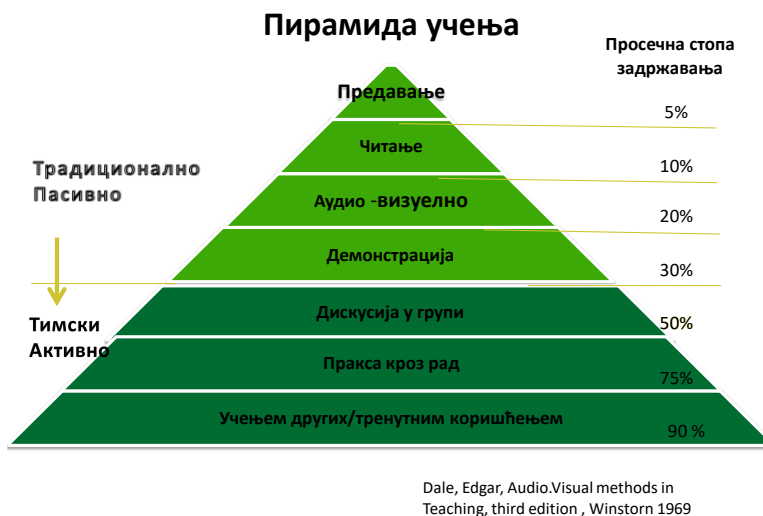 Пирамида учења
Просечна стопа
задржавања
Предавање
5%
Читање
10%
Традиционално
Пасивно
Аудио -визуелно
20%
Демонстрација
30%
Тимски
Активно
Дискусија у групи
50%
Пракса кроз рад
75%
Учењем других/тренутним коришћењем
90 %
Dale, Edgar, Audio.Visual methods in
Teaching, third edition , Winstorn 1969